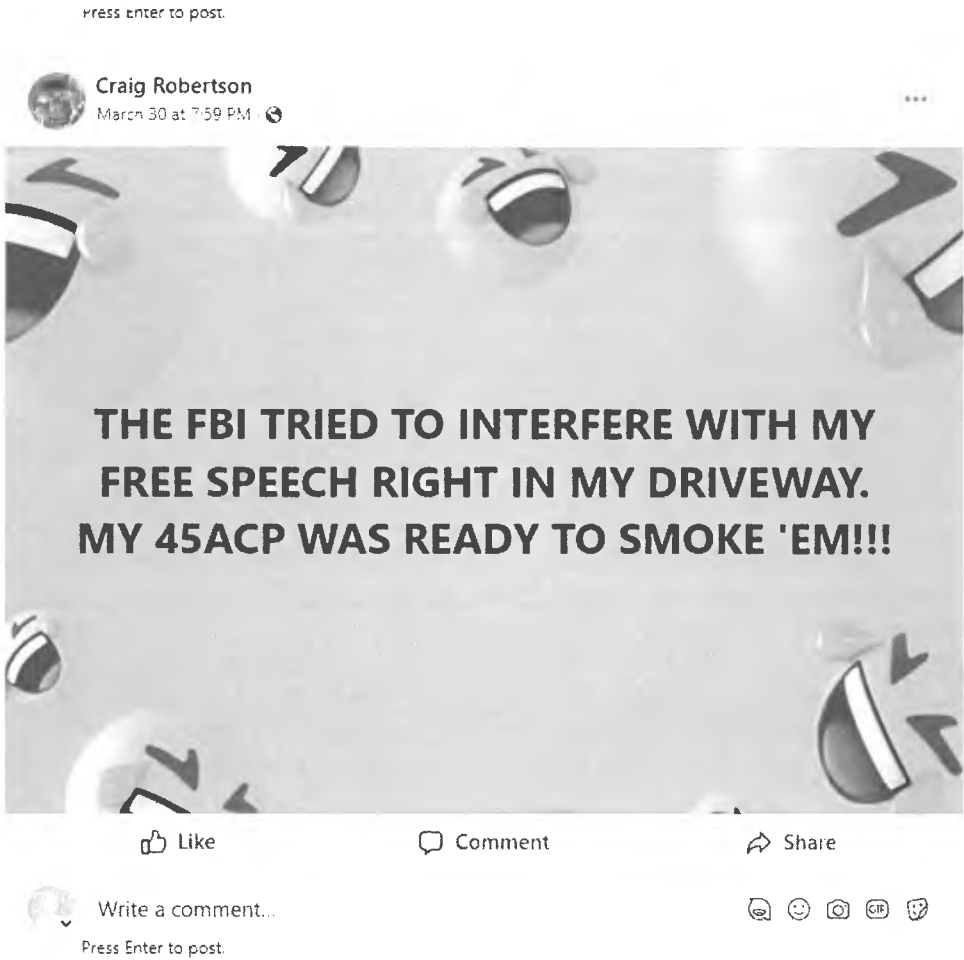 Press Enter to post.
Craig Robertson
March 30 at 7:59 PM ·
THE FBI TRIED TO INTERFERE WITH MY
FREE SPEECH RIGHT IN MY DRIVEWAY.
MY 45ACP WAS READY TO SMOKE 'EM!!!
Like
Comment
Share
Write a comment...
GIF
Press Enter to post.